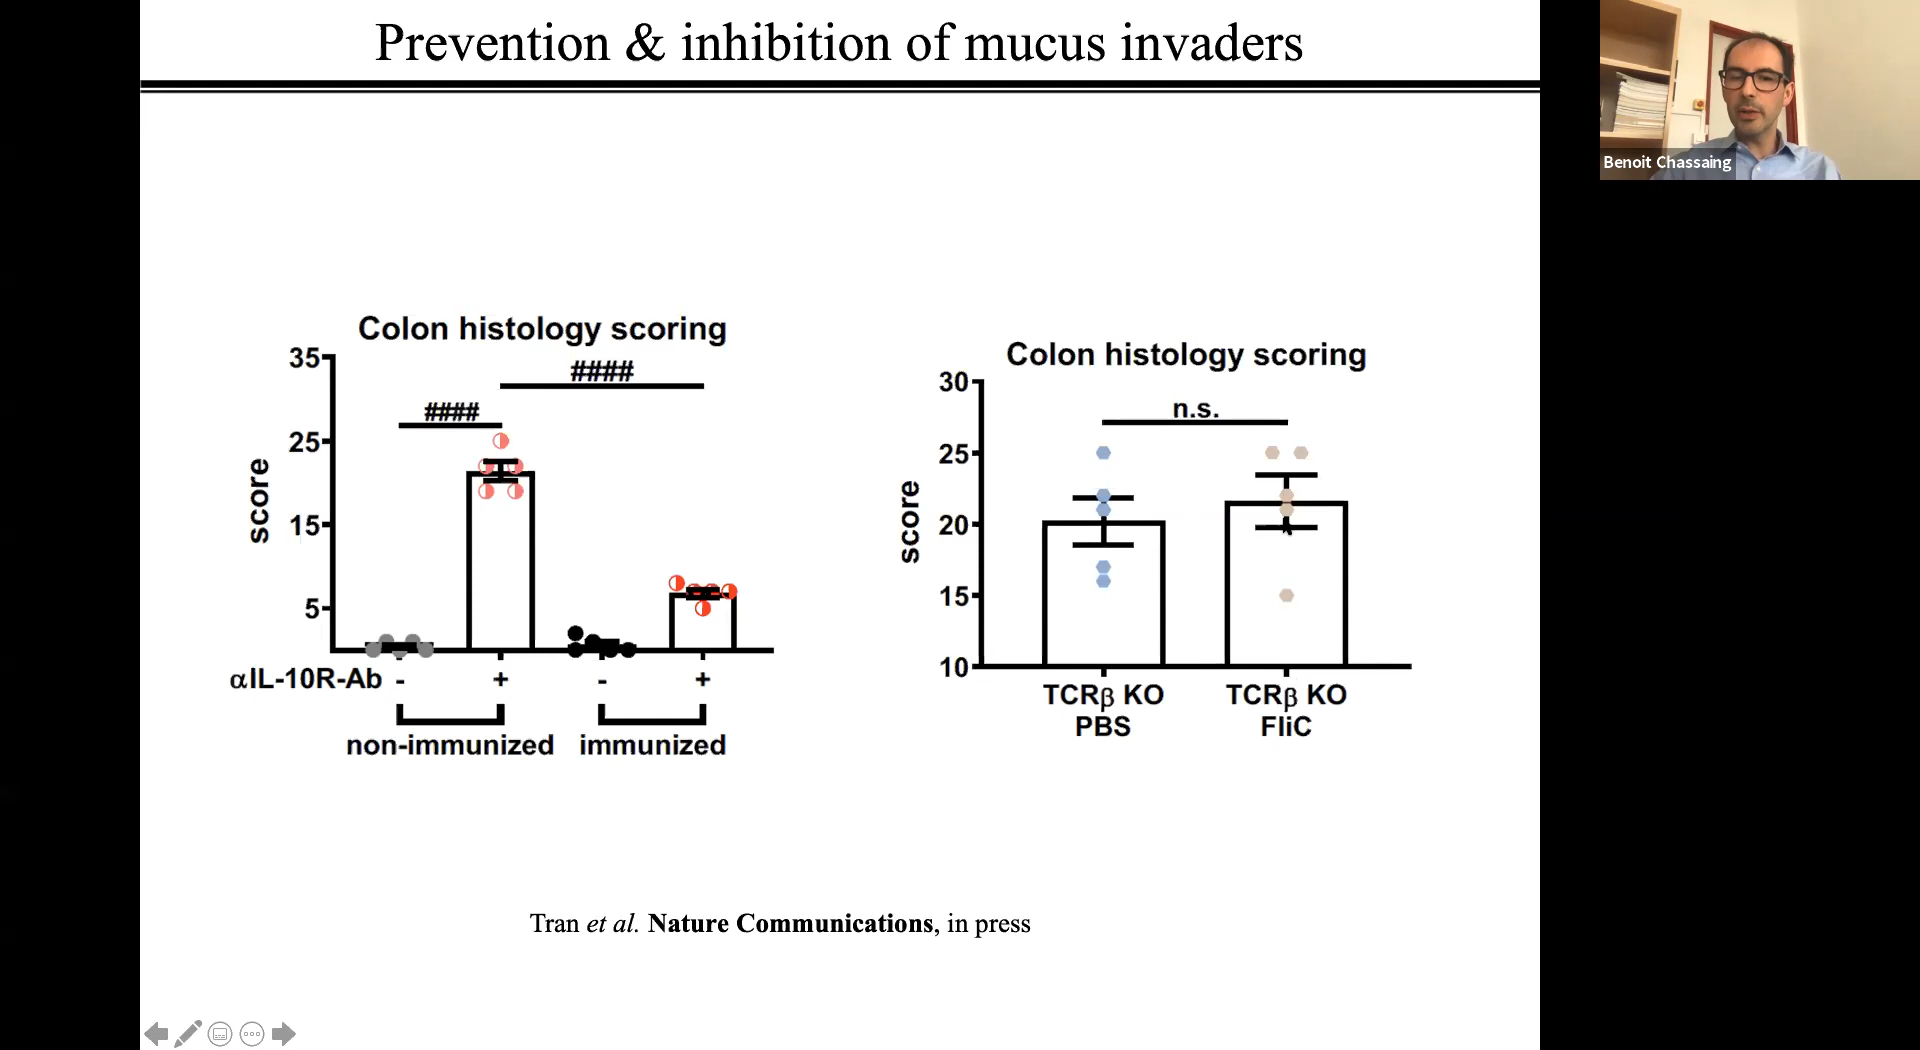 Prevention & inhibition of mucus invaders
Benoit Chassaing
Colon histology scoring
####
####
35
25
15
5
score
αIL-10R-Ab - + - +
non-immunized immunized
Colon histology scoring
n.s.
30
25
20
15
10
score
TCRβ KO TCRβ KO
PBS FliC
Tran et al. Nature Communications, in press